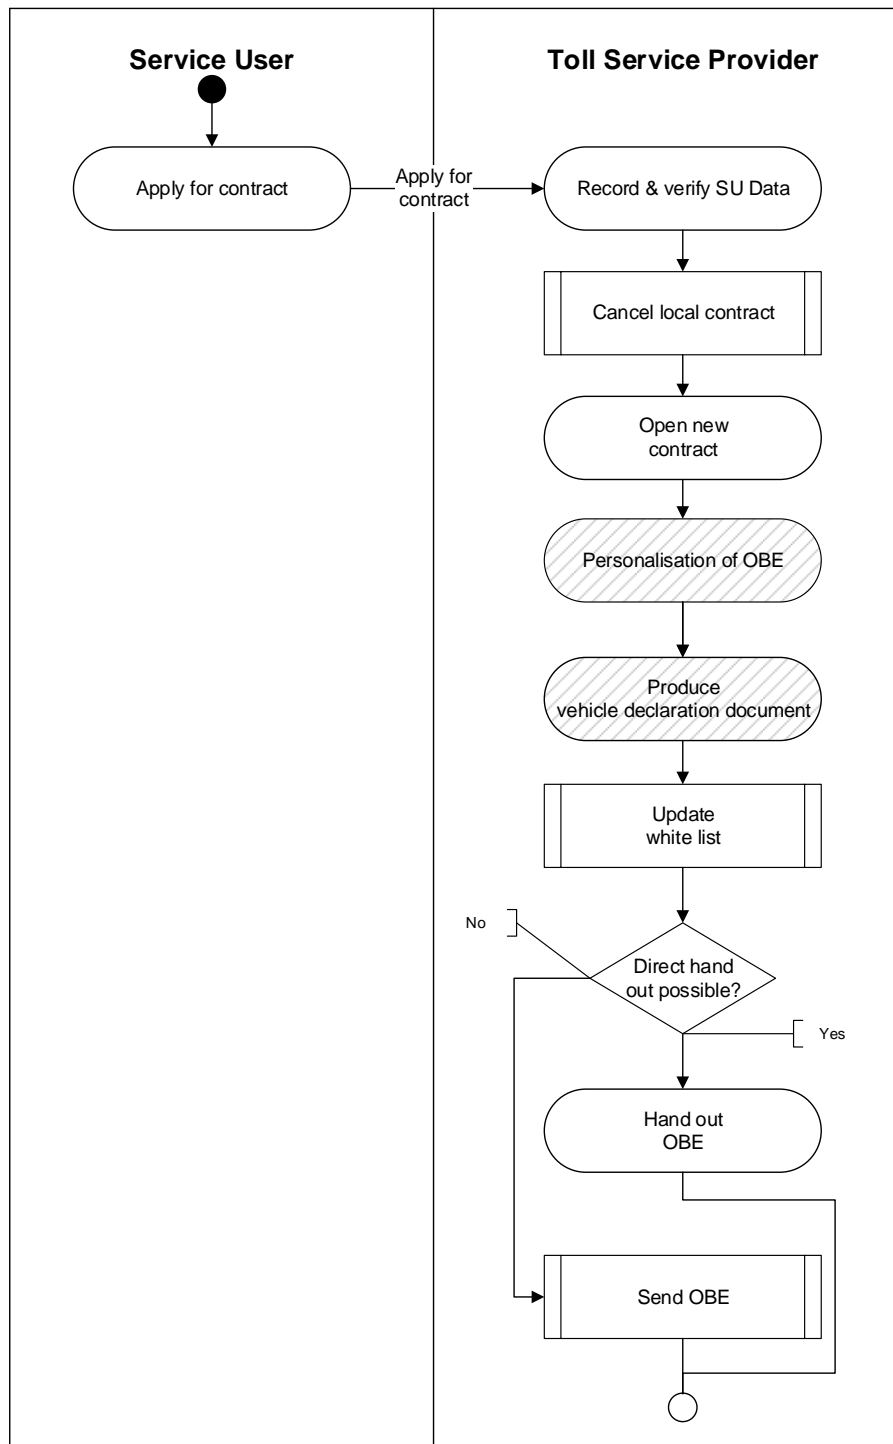 Service User
Toll Service Provider
Apply for contract
Apply for
contract
Record & verify SU Data
Cancel local contract
Open new
contract
Personalisation of OBE
Produce
vehicle declaration document
Update
white list
No
Direct hand
out possible?
Yes
Hand out
OBE
Send OBE